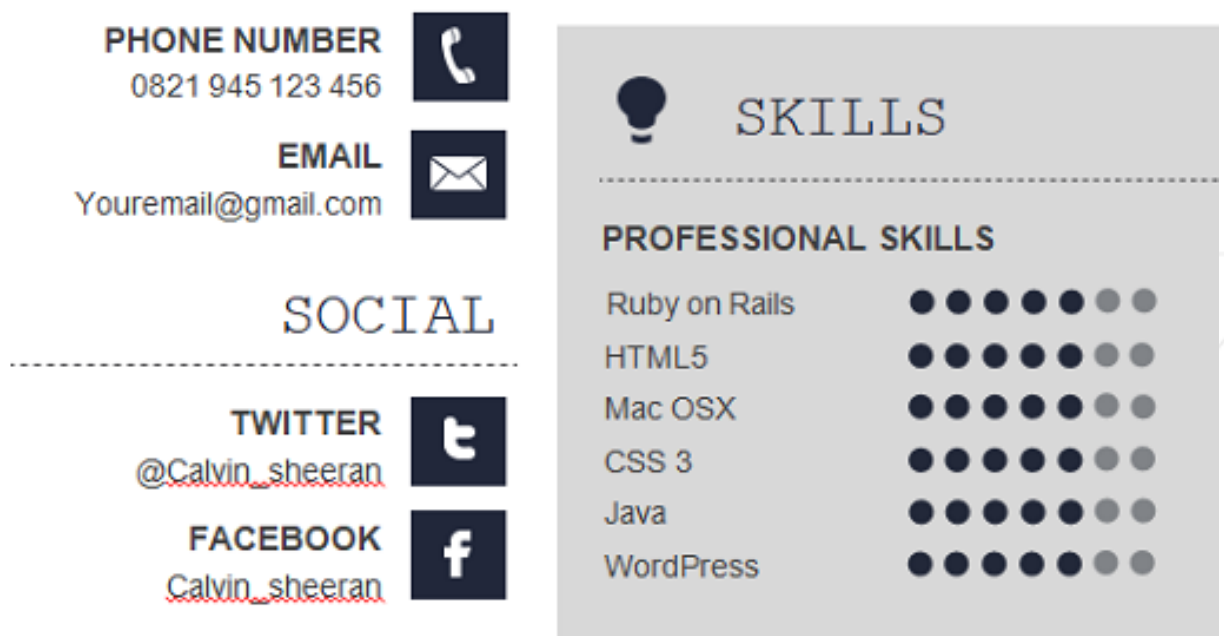 PHONE NUMBER
0821 945 123 456
EMAIL
Youremail@gmail.com
SOCIAL
TWITTER
@Calvin_sheeran
FACEBOOK
Calvin_sheeran
SKILLS
PROFESSIONAL SKILLS
Ruby on Rails
HTML5
Mac OSX
CSS 3
Java
WordPress